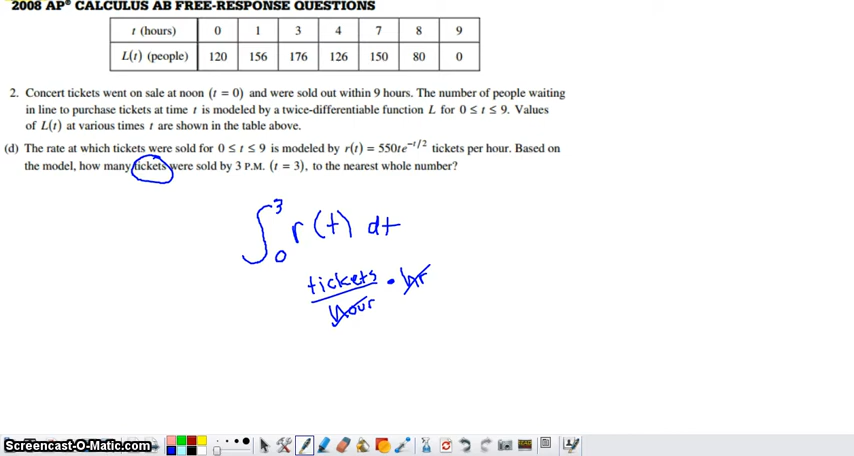 2008 AP® CALCULUS AB FREE-RESPONSE QUESTIONS
t (hours) 0 1 3 4 7 8 9
L(t) (people) 120 156 176 126 150 80 0
2. Concert tickets went on sale at noon (t = 0) and were sold out within 9 hours. The number of people waiting
in line to purchase tickets at time t is modeled by a twice-differentiable function L for 0 ≤ t ≤ 9. Values
of L(t) at various times t are shown in the table above.
(d) The rate at which tickets were sold for 0 ≤ t ≤ 9 is modeled by r(t) = 550te^(−t/2) tickets per hour. Based on
the model, how many tickets were sold by 3 P.M. (t = 3), to the nearest whole number?
∫₀³ r(t) dt
tickets · hr
hour
Screencast-O-Matic.com